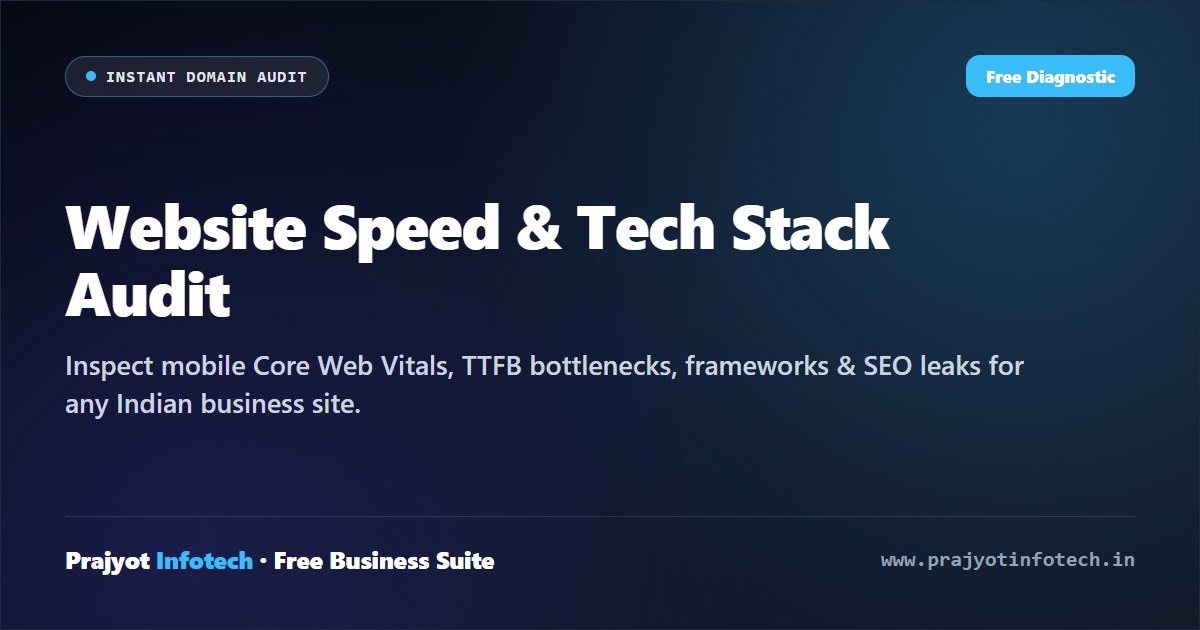 INSTANT DOMAIN AUDIT
Free Diagnostic
Website Speed & Tech Stack
Audit
Inspect mobile Core Web Vitals, TTFB bottlenecks, frameworks & SEO leaks for
any Indian business site.
Prajyot Infotech · Free Business Suite
www.prajyotinfotech.in